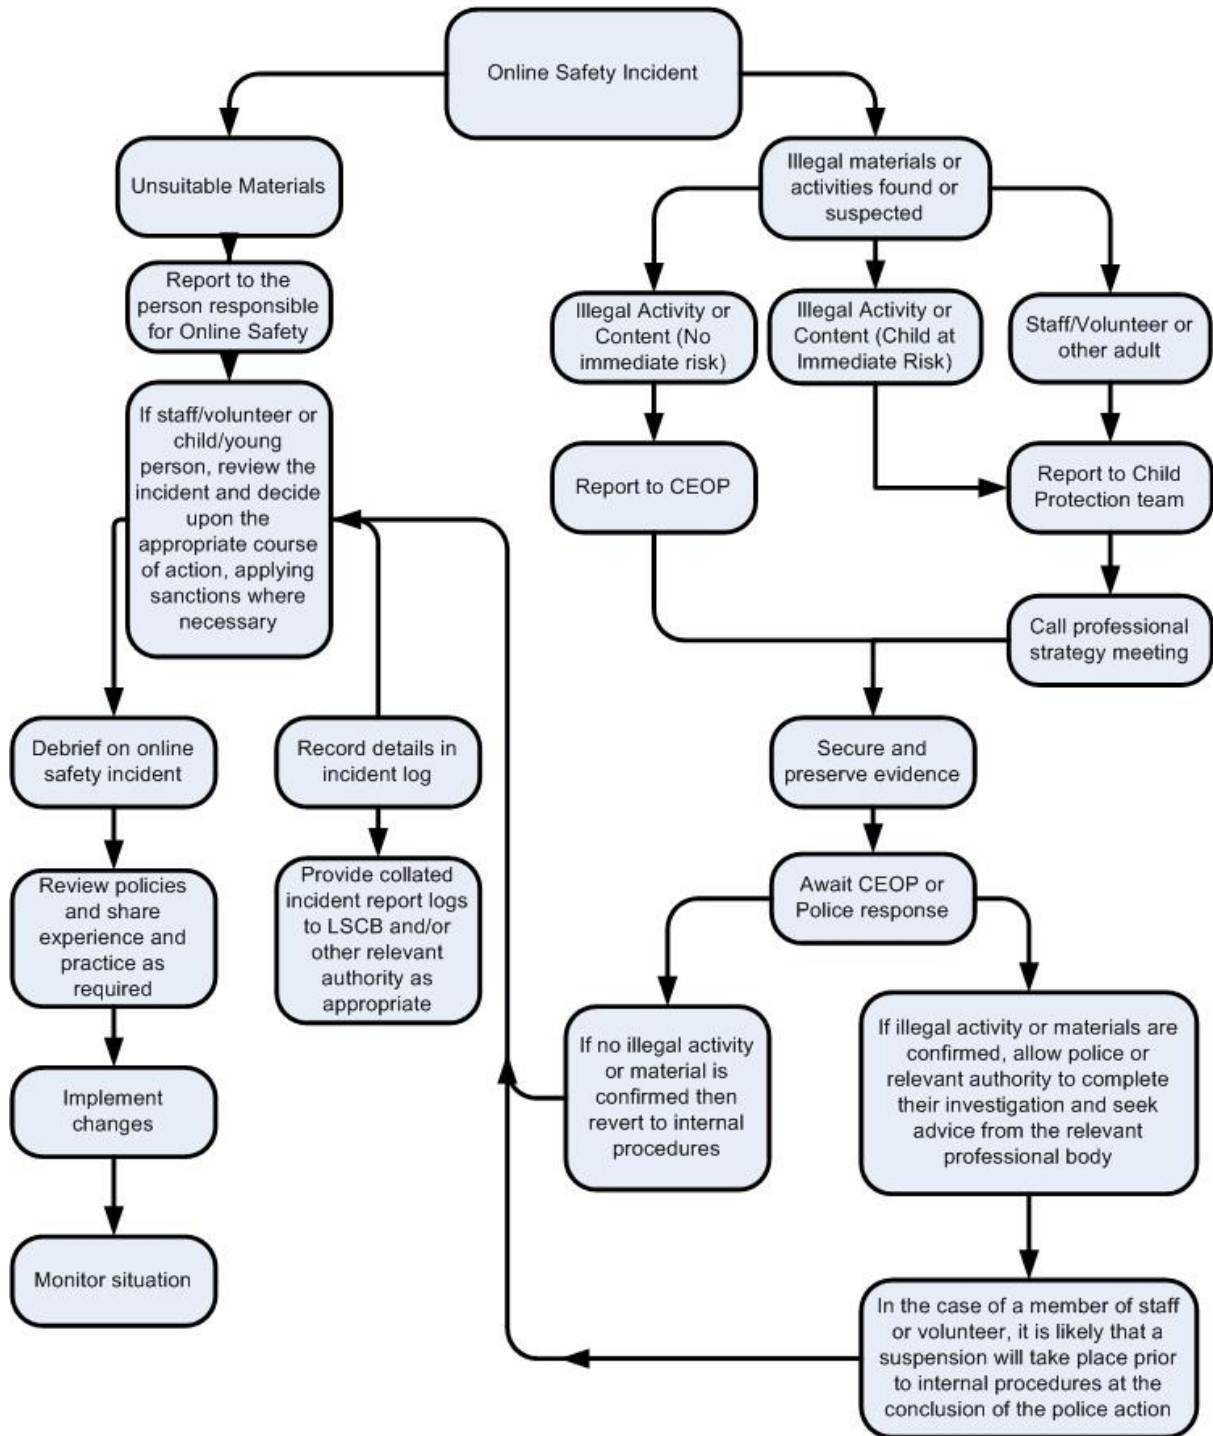 Online Safety Incident
Unsuitable Materials
Report to the
person responsible
for Online Safety
If staff/volunteer or
child/young
person, review the
incident and decide
upon the
appropriate course
of action, applying
sanctions where
necessary
Debrief on online
safety incident
Review policies
and share
experience and
practice as
required
Implement
changes
Monitor situation
Record details in
incident log
Provide collated
incident report logs
to LSCB and/or
other relevant
authority as
appropriate
Illegal materials or
activities found or
suspected
Illegal Activity or
Content (No
immediate risk)
Illegal Activity or
Content (Child at
Immediate Risk)
Staff/Volunteer or
other adult
Report to CEOP
Report to Child
Protection team
Call professional
strategy meeting
Secure and
preserve evidence
Await CEOP or
Police response
If no illegal activity
or material is
confirmed then
revert to internal
procedures
If illegal activity or materials are
confirmed, allow police or
relevant authority to complete
their investigation and seek
advice from the relevant
professional body
In the case of a member of staff
or volunteer, it is likely that a
suspension will take place prior
to internal procedures at the
conclusion of the police action